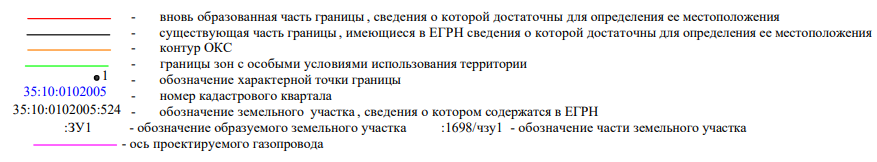 - вновь образованная часть границы, сведения о которой достаточны для определения ее местоположения
- существующая часть границы, имеющиеся в ЕГРН сведения о которой достаточны для определения ее местоположения
- контур ОКС
- границы зон с особыми условиями использования территории
1 - обозначение характерной точки границы
35:10:0102005 - номер кадастрового квартала
35:10:0102005:524 - обозначение земельного участка, сведения о котором содержатся в ЕГРН
:ЗУ1 - обозначение образуемого земельного участка :1698/чзу1 - обозначение части земельного участка
- ось проектируемого газопровода